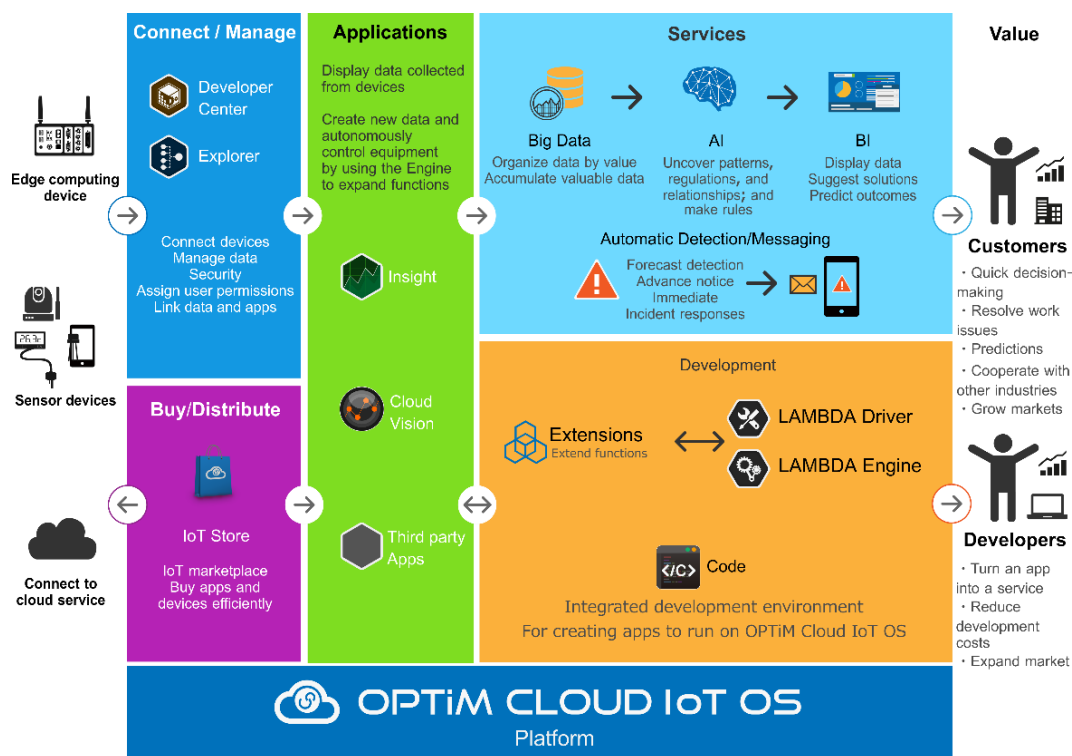 Connect / Manage
Developer
Center
Explorer
Connect devices
Manage data
Security
Assign user permissions
Link data and apps
Edge computing
device
26.3c
Sensor devices
Connect to
cloud service
Buy/Distribute
IoT Store
IoT marketplace
Buy apps and
devices efficiently
Applications
Display data collected
from devices
Create new data and
autonomously
control equipment
by using the Engine
to expand functions
Insight
Cloud
Vision
Third party
Apps
Services
Big Data
Organize data by value
Accumulate valuable data
AI
Uncover patterns,
regulations, and
relationships; and
make rules
BI
Display data
Suggest solutions
Predict outcomes
Automatic Detection/Messaging
Forecast detection
Advance notice
Immediate
Incident responses
Development
Extensions
Extend functions
LAMBDA Driver
LAMBDA Engine
</C>
Code
Integrated development environment
For creating apps to run on OPTiM Cloud IoT OS
Value
Customers
・Quick decision-
making
・Resolve work
issues
・Predictions
・Cooperate with
other industries
・Grow markets
Developers
・Turn an app
into a service
・Reduce
development
costs
・Expand market
OPTiM CLOUD IoT OS
Platform